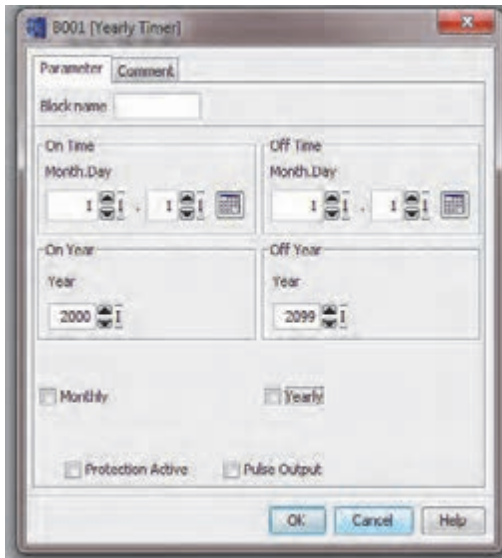 B001 [Yearly Timer]
Parameter Comment
Block name
On Time Off Time
Month.Day Month.Day
1 . 1 1 . 1
On Year Off Year
Year Year
2000 2099
Monthly Yearly
Protection Active Pulse Output
OK Cancel Help